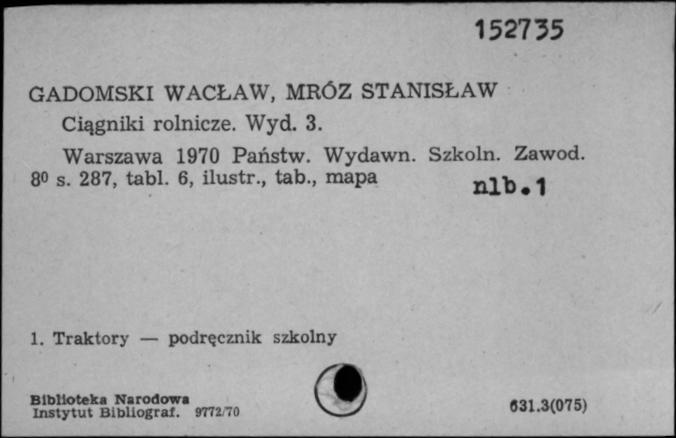 152735
GADOMSKI WACŁAW, MRÓZ STANISŁAW
Ciągniki rolnicze. Wyd. 3.
Warszawa 1970 Państw. Wydawn. Szkoln. Zawod.
8⁰ s. 287, tabl. 6, ilustr., tab., mapa nlb.1
1. Traktory — podręcznik szkolny
Biblioteka Narodowa
Instytut Bibliograf. 9772/70
631.3(075)